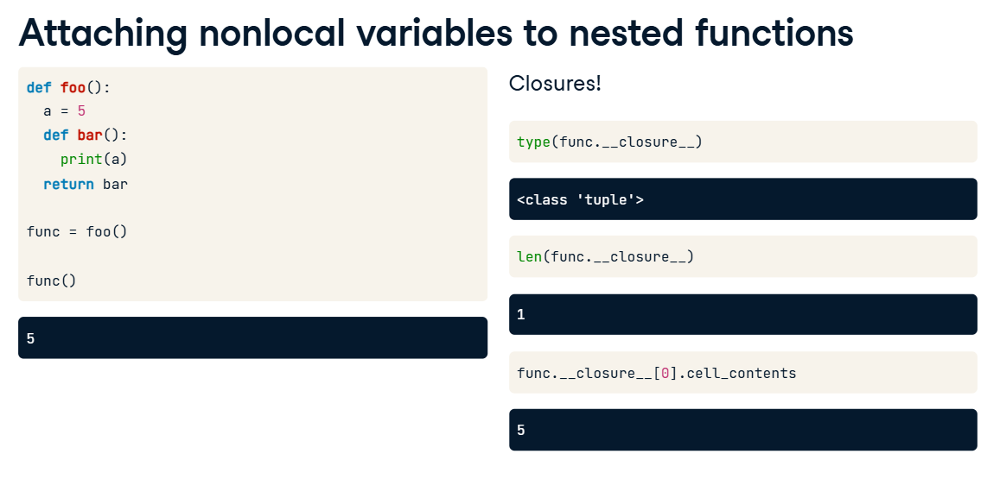 Attaching nonlocal variables to nested functions
def foo():
  a = 5
  def bar():
    print(a)
  return bar
func = foo()
func()
5
Closures!
type(func.__closure__)
<class 'tuple'>
len(func.__closure__)
1
func.__closure__[0].cell_contents
5